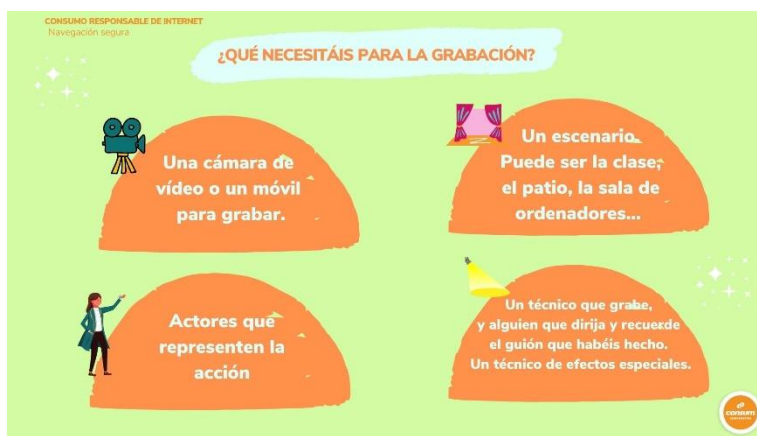 CONSUMO RESPONSABLE DE INTERNET
Navegación segura
¿QUÉ NECESITÁIS PARA LA GRABACIÓN?
Una cámara de
vídeo o un móvil
para grabar.
Un escenario.
Puede ser la clase,
el patio, la sala de
ordenadores...
Actores que
representen la
acción
Un técnico que grabe,
y alguien que dirija y recuerde
el guión que habéis hecho.
Un técnico de efectos especiales.
consum